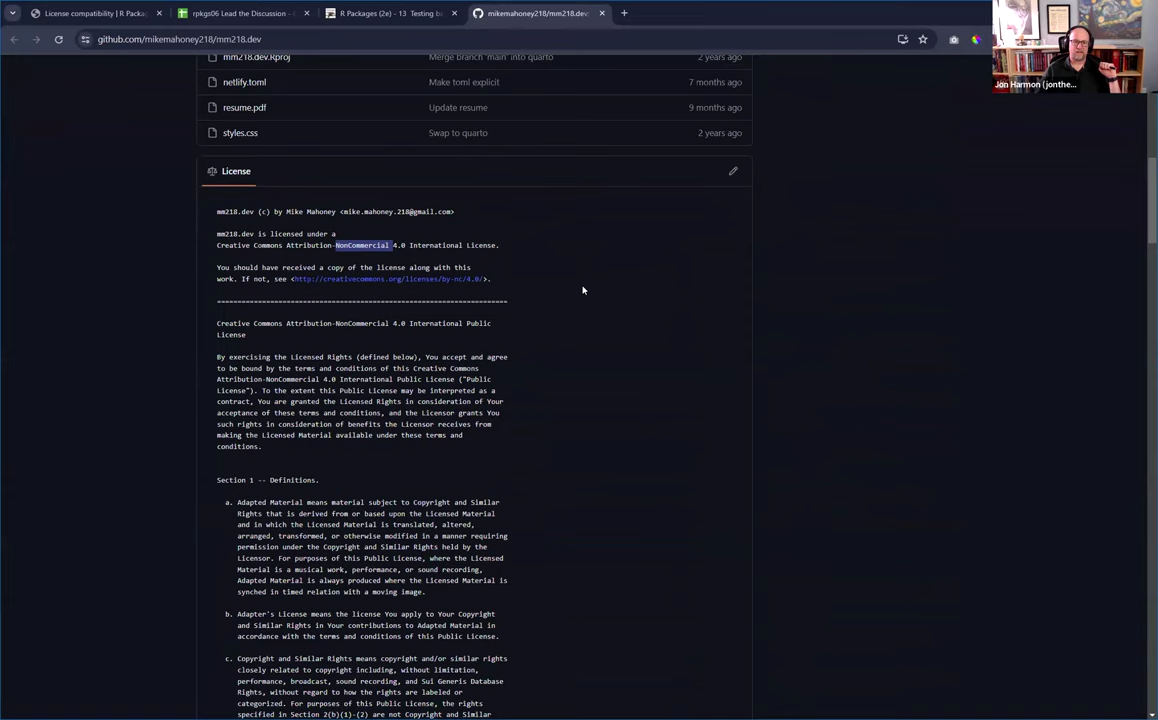 License compatibility | R Packag
rpkgs06 Lead the Discussion -
R Packages (2e) - 13 Testing ba
mikemahoney218/mm218.dev:
github.com/mikemahoney218/mm218.dev
mm218.dev.Rproj
Merge branch 'main' into quarto
2 years ago
netlify.toml
Make toml explicit
7 months ago
resume.pdf
Update resume
9 months ago
styles.css
Swap to quarto
2 years ago
License
mm218.dev (c) by Mike Mahoney <mike.mahoney.218@gmail.com>
mm218.dev is licensed under a
Creative Commons Attribution-NonCommercial 4.0 International License.
You should have received a copy of the license along with this
work. If not, see <http://creativecommons.org/licenses/by-nc/4.0/>.
=======================================================================
Creative Commons Attribution-NonCommercial 4.0 International Public
License
By exercising the Licensed Rights (defined below), You accept and agree
to be bound by the terms and conditions of this Creative Commons
Attribution-NonCommercial 4.0 International Public License ("Public
License"). To the extent this Public License may be interpreted as a
contract, You are granted the Licensed Rights in consideration of Your
acceptance of these terms and conditions, and the Licensor grants You
such rights in consideration of benefits the Licensor receives from
making the Licensed Material available under these terms and
conditions.
Section 1 -- Definitions.
a. Adapted Material means material subject to Copyright and Similar
Rights that is derived from or based upon the Licensed Material
and in which the Licensed Material is translated, altered,
arranged, transformed, or otherwise modified in a manner requiring
permission under the Copyright and Similar Rights held by the
Licensor. For purposes of this Public License, where the Licensed
Material is a musical work, performance, or sound recording,
Adapted Material is always produced where the Licensed Material is
synched in timed relation with a moving image.
b. Adapter's License means the license You apply to Your Copyright
and Similar Rights in Your contributions to Adapted Material in
accordance with the terms and conditions of this Public License.
c. Copyright and Similar Rights means copyright and/or similar rights
closely related to copyright including, without limitation,
performance, broadcast, sound recording, and Sui Generis Database
Rights, without regard to how the rights are labeled or
categorized. For purposes of this Public License, the rights
specified in Section 2(b)(1)-(2) are not Copyright and Similar
Jon Harmon (jonthe...